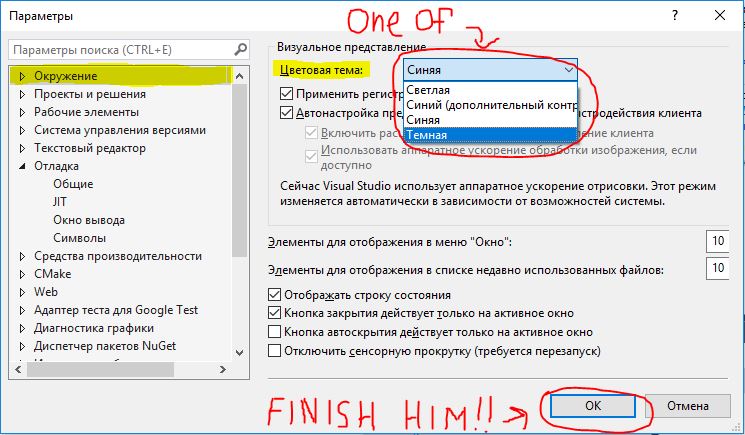 Параметры
one of
Параметры поиска (CTRL+E)
Окружение
Проекты и решения
Рабочие элементы
Система управления версиями
Текстовый редактор
Отладка
Общие
JIT
Окно вывода
Символы
Средства производительности
CMake
Web
Адаптер теста для Google Test
Диагностика графики
Диспетчер пакетов NuGet
Визуальное представление
Цветовая тема:
Синяя
Светлая
Синий (дополнительный контр
Синяя
Темная
Применить регистр
Автонастройка пре
стродействия клиента
Включить рас
ление клиента
Использовать аппаратное ускорение обработки изображения, если
доступно
Сейчас Visual Studio использует аппаратное ускорение отрисовки. Этот режим
изменяется автоматически в зависимости от возможностей системы.
Элементы для отображения в меню "Окно":
10
Элементы для отображения в списке недавно использованных файлов:
10
Отображать строку состояния
Кнопка закрытия действует только на активное окно
Кнопка автоскрытия действует только на активное окно
Отключить сенсорную прокрутку (требуется перезапуск)
FINISH HIM!!
OK
Отмена